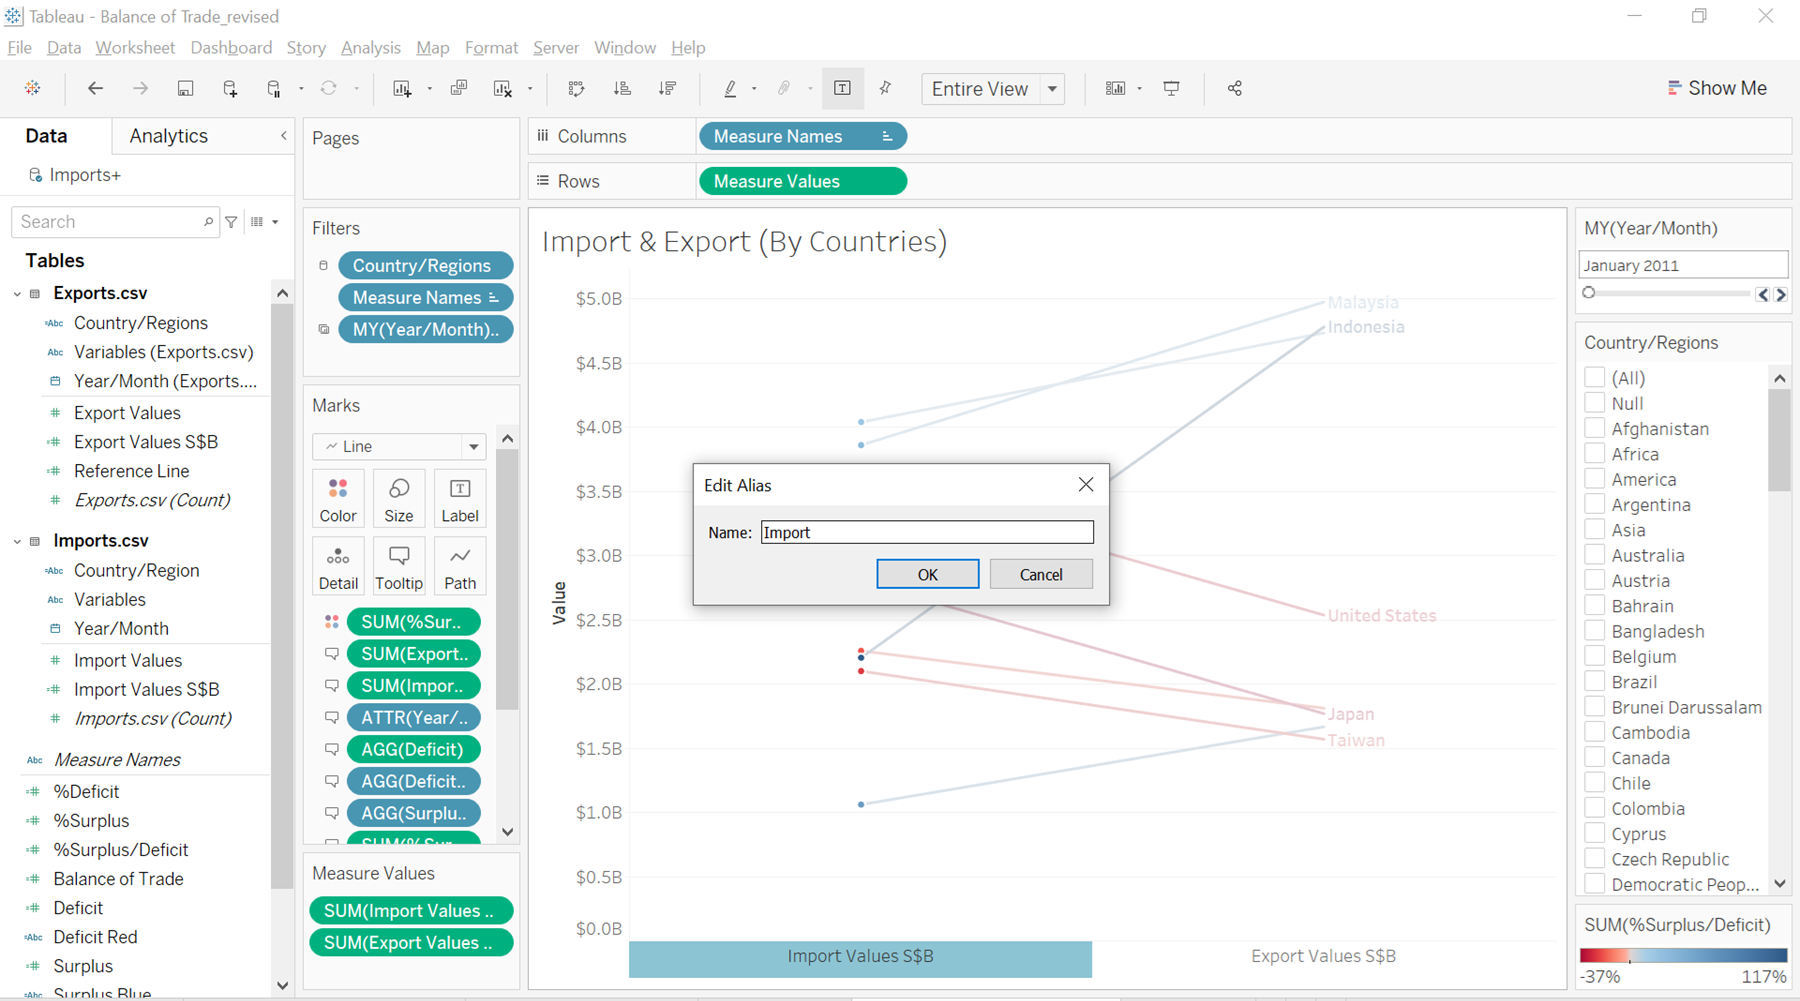 Tableau - Balance of Trade_revised
File Data Worksheet Dashboard Story Analysis Map Format Server Window Help
Entire View
Show Me
Data
Analytics
Imports+
Search
Tables
Exports.csv
Abc Country/Regions
Abc Variables (Exports.csv)
Year/Month (Exports....
# Export Values
=# Export Values S$B
=# Reference Line
# Exports.csv (Count)
Imports.csv
Abc Country/Region
Abc Variables
Year/Month
# Import Values
=# Import Values S$B
# Imports.csv (Count)
Abc Measure Names
=# %Deficit
=# %Surplus
=# %Surplus/Deficit
=# Balance of Trade
=# Deficit
=Abc Deficit Red
=# Surplus
=Abc Surplus Blue
Pages
Filters
Country/Regions
Measure Names
MY(Year/Month)..
Marks
Line
Color
Size
Label
Detail
Tooltip
Path
SUM(%Sur..
SUM(Export..
SUM(Impor..
ATTR(Year/..
AGG(Deficit)
AGG(Deficit..
AGG(Surplu..
SUM(%Sur..
Measure Values
SUM(Import Values ..
SUM(Export Values ..
Columns
Measure Names
Rows
Measure Values
Import & Export (By Countries)
Value
$5.0B
$4.5B
$4.0B
$3.5B
$3.0B
$2.5B
$2.0B
$1.5B
$1.0B
$0.5B
$0.0B
Malaysia
Indonesia
United States
Japan
Taiwan
Import Values S$B
Export Values S$B
Edit Alias
Name: Import
OK
Cancel
MY(Year/Month)
January 2011
Country/Regions
(All)
Null
Afghanistan
Africa
America
Argentina
Asia
Australia
Austria
Bahrain
Bangladesh
Belgium
Brazil
Brunei Darussalam
Cambodia
Canada
Chile
Colombia
Cyprus
Czech Republic
Democratic Peop...
SUM(%Surplus/Deficit)
-37%
117%